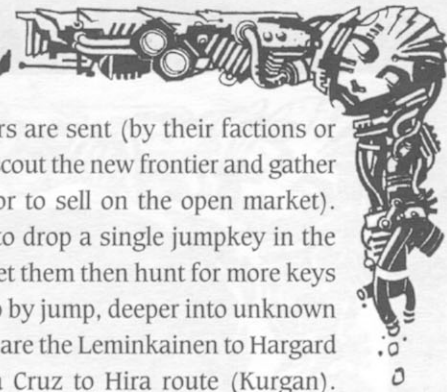 rs are sent (by their factions or
scout the new frontier and gather
or to sell on the open market).
to drop a single jumpkey in the
et them then hunt for more keys
by jump, deeper into unknown
are the Leminkainen to Hargard
Cruz to Hira route (Kurgan).